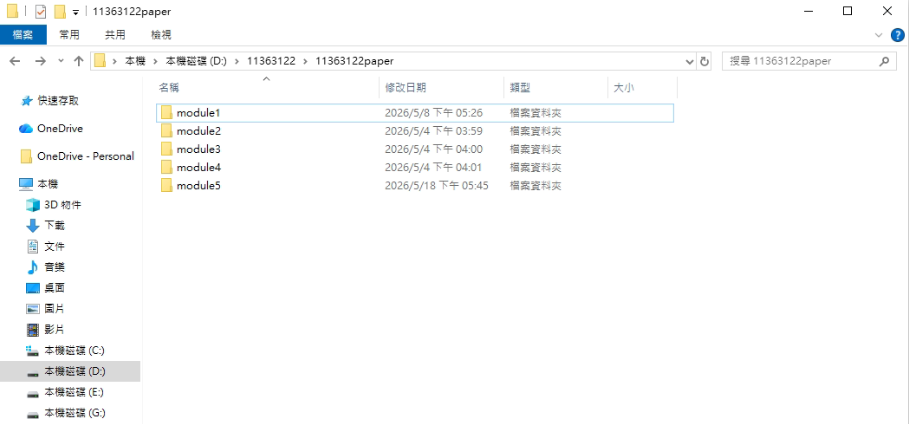 11363122paper
檔案 常用 共用 檢視
本機 本機磁碟 (D:) 11363122 11363122paper 搜尋 11363122paper
名稱 修改日期 類型 大小
module1 2026/5/8 下午 05:26 檔案資料夾
module2 2026/5/4 下午 03:59 檔案資料夾
module3 2026/5/4 下午 04:00 檔案資料夾
module4 2026/5/4 下午 04:01 檔案資料夾
module5 2026/5/18 下午 05:45 檔案資料夾
快速存取
OneDrive
OneDrive - Personal
本機
3D 物件
下載
文件
音樂
桌面
圖片
影片
本機磁碟 (C:)
本機磁碟 (D:)
本機磁碟 (E:)
本機磁碟 (G:)